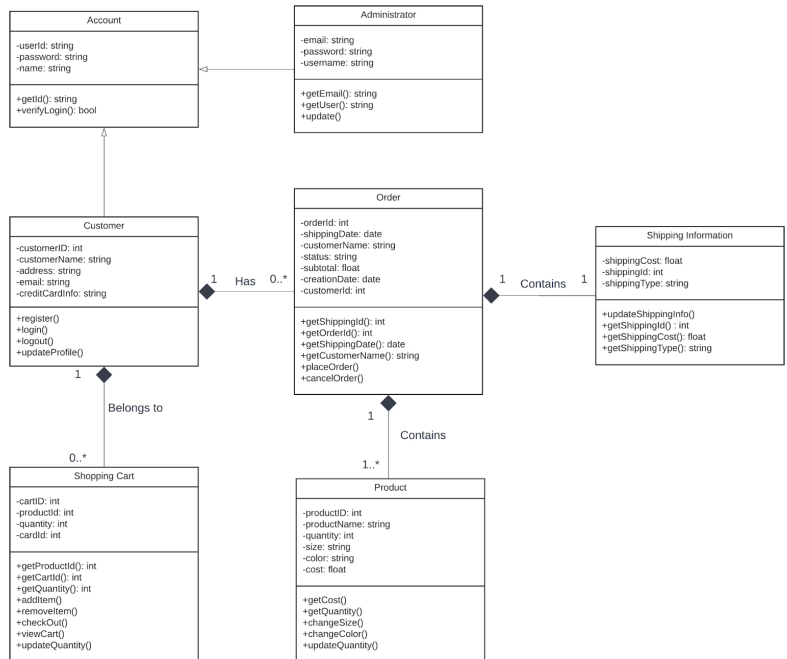 Account
-userId: string
-password: string
-name: string
+getId(): string
+verifyLogin(): bool
Administrator
-email: string
-password: string
-username: string
+getEmail(): string
+getUser(): string
+update()
Customer
-customerID: int
-customerName: string
-address: string
-email: string
-creditCardInfo: string
+register()
+login()
+logout()
+updateProfile()
1 Has 0..*
Order
-orderId: int
-shippingDate: date
-customerName: string
-status: string
-subtotal: float
-creationDate: date
-customerId: int
+getShippingId(): int
+getOrderId(): int
+getShippingDate(): date
+getCustomerName(): string
+placeOrder()
+cancelOrder()
1 Contains 1
Shipping Information
-shippingCost: float
-shippingId: int
-shippingType: string
+updateShippingInfo()
+getShippingId() : int
+getShippingCost(): float
+getShippingType(): string
1
Belongs to
0..*
Shopping Cart
-cartID: int
-productId: int
-quantity: int
-cardId: int
+getProductId(): int
+getCartId(): int
+getQuantity(): int
+addItem()
+removeItem()
+checkOut()
+viewCart()
+updateQuantity()
1
Contains
1..*
Product
-productID: int
-productName: string
-quantity: int
-size: string
-color: string
-cost: float
+getCost()
+getQuantity()
+changeSize()
+changeColor()
+updateQuantity()